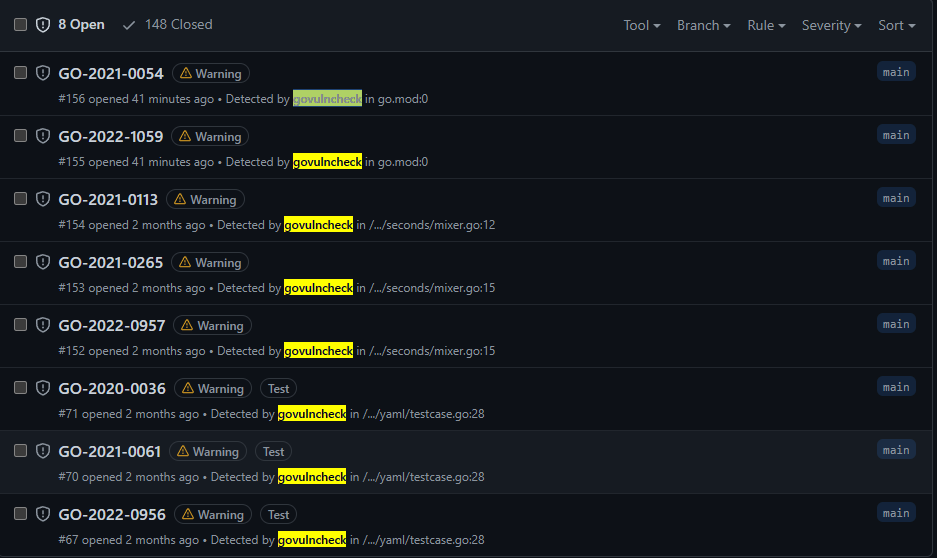 8 Open 148 Closed Tool Branch Rule Severity Sort
GO-2021-0054 Warning main
#156 opened 41 minutes ago • Detected by govulncheck in go.mod:0
GO-2022-1059 Warning main
#155 opened 41 minutes ago • Detected by govulncheck in go.mod:0
GO-2021-0113 Warning main
#154 opened 2 months ago • Detected by govulncheck in /.../seconds/mixer.go:12
GO-2021-0265 Warning main
#153 opened 2 months ago • Detected by govulncheck in /.../seconds/mixer.go:15
GO-2022-0957 Warning main
#152 opened 2 months ago • Detected by govulncheck in /.../seconds/mixer.go:15
GO-2020-0036 Warning Test main
#71 opened 2 months ago • Detected by govulncheck in /.../yaml/testcase.go:28
GO-2021-0061 Warning Test main
#70 opened 2 months ago • Detected by govulncheck in /.../yaml/testcase.go:28
GO-2022-0956 Warning Test main
#67 opened 2 months ago • Detected by govulncheck in /.../yaml/testcase.go:28